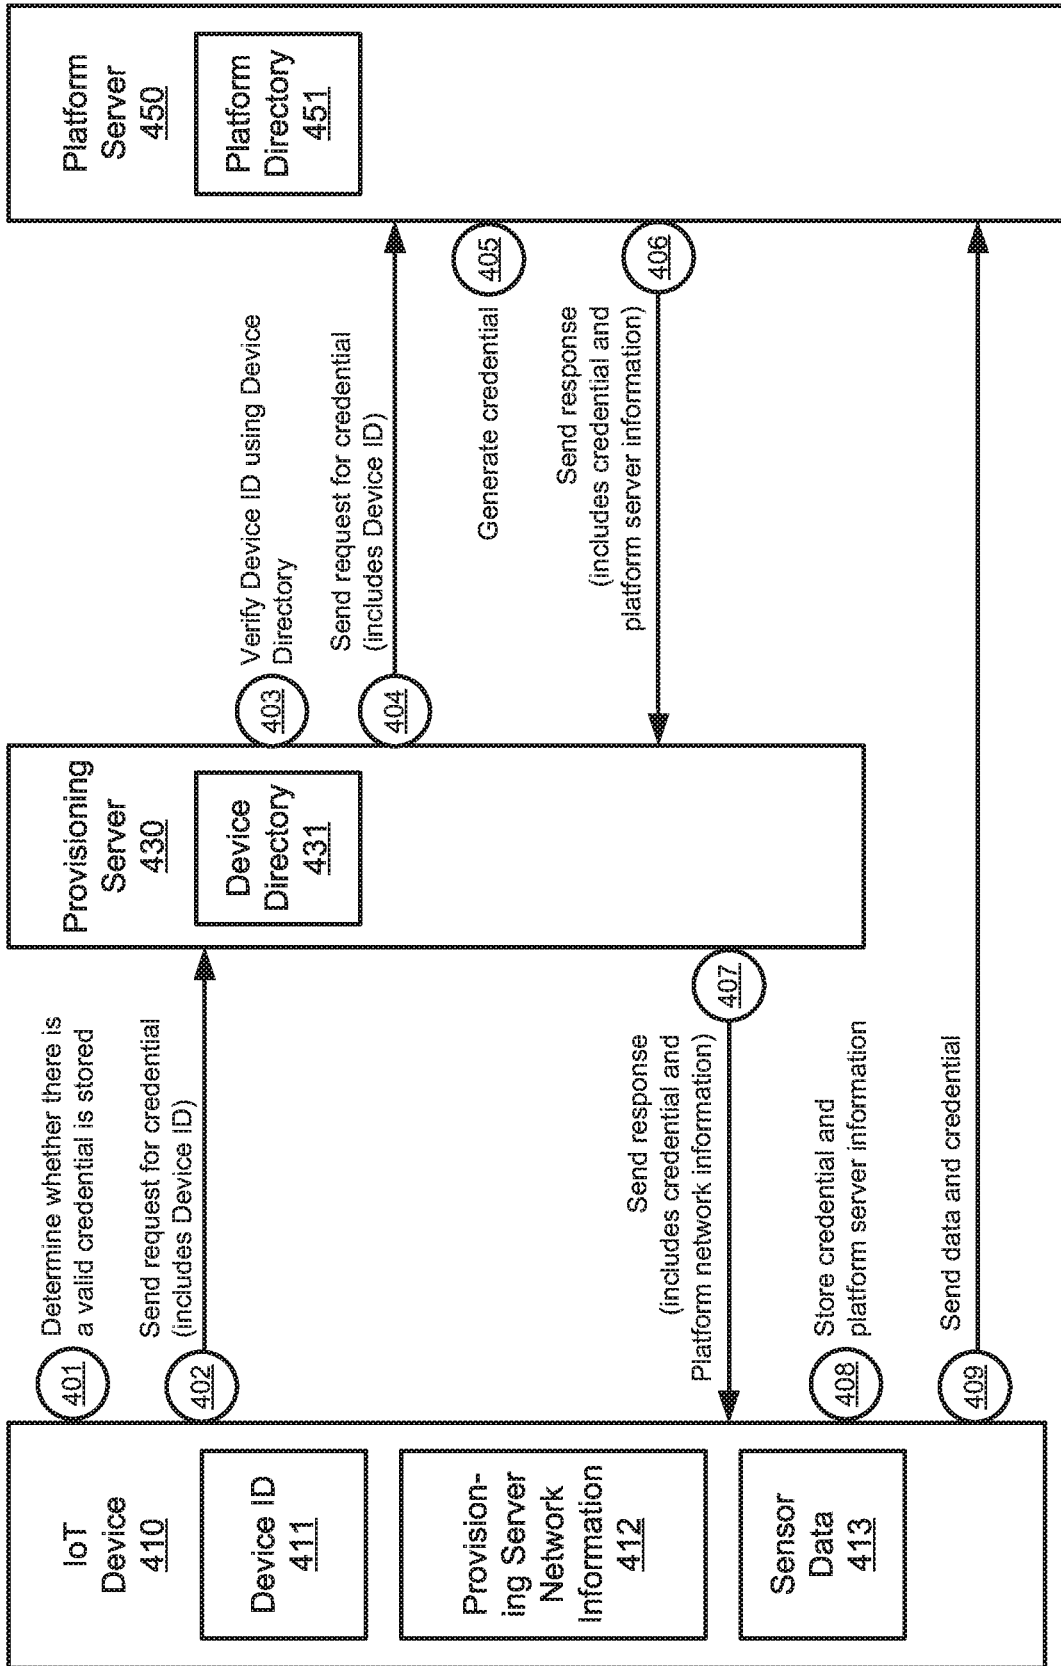 IoT
Device
410
Device ID
411
Provision-
ing Server
Network
Information
412
Sensor
Data
413
401
Determine whether there is
a valid credential is stored
402
Send request for credential
(includes Device ID)
Provisioning
Server
430
Device
Directory
431
403
Verify Device ID using Device
Directory
404
Send request for credential
(includes Device ID)
Platform
Server
450
Platform
Directory
451
405
Generate credential
406
Send response
(includes credential and
platform server information)
407
Send response
(includes credential and
Platform network information)
408
Store credential and
platform server information
409
Send data and credential